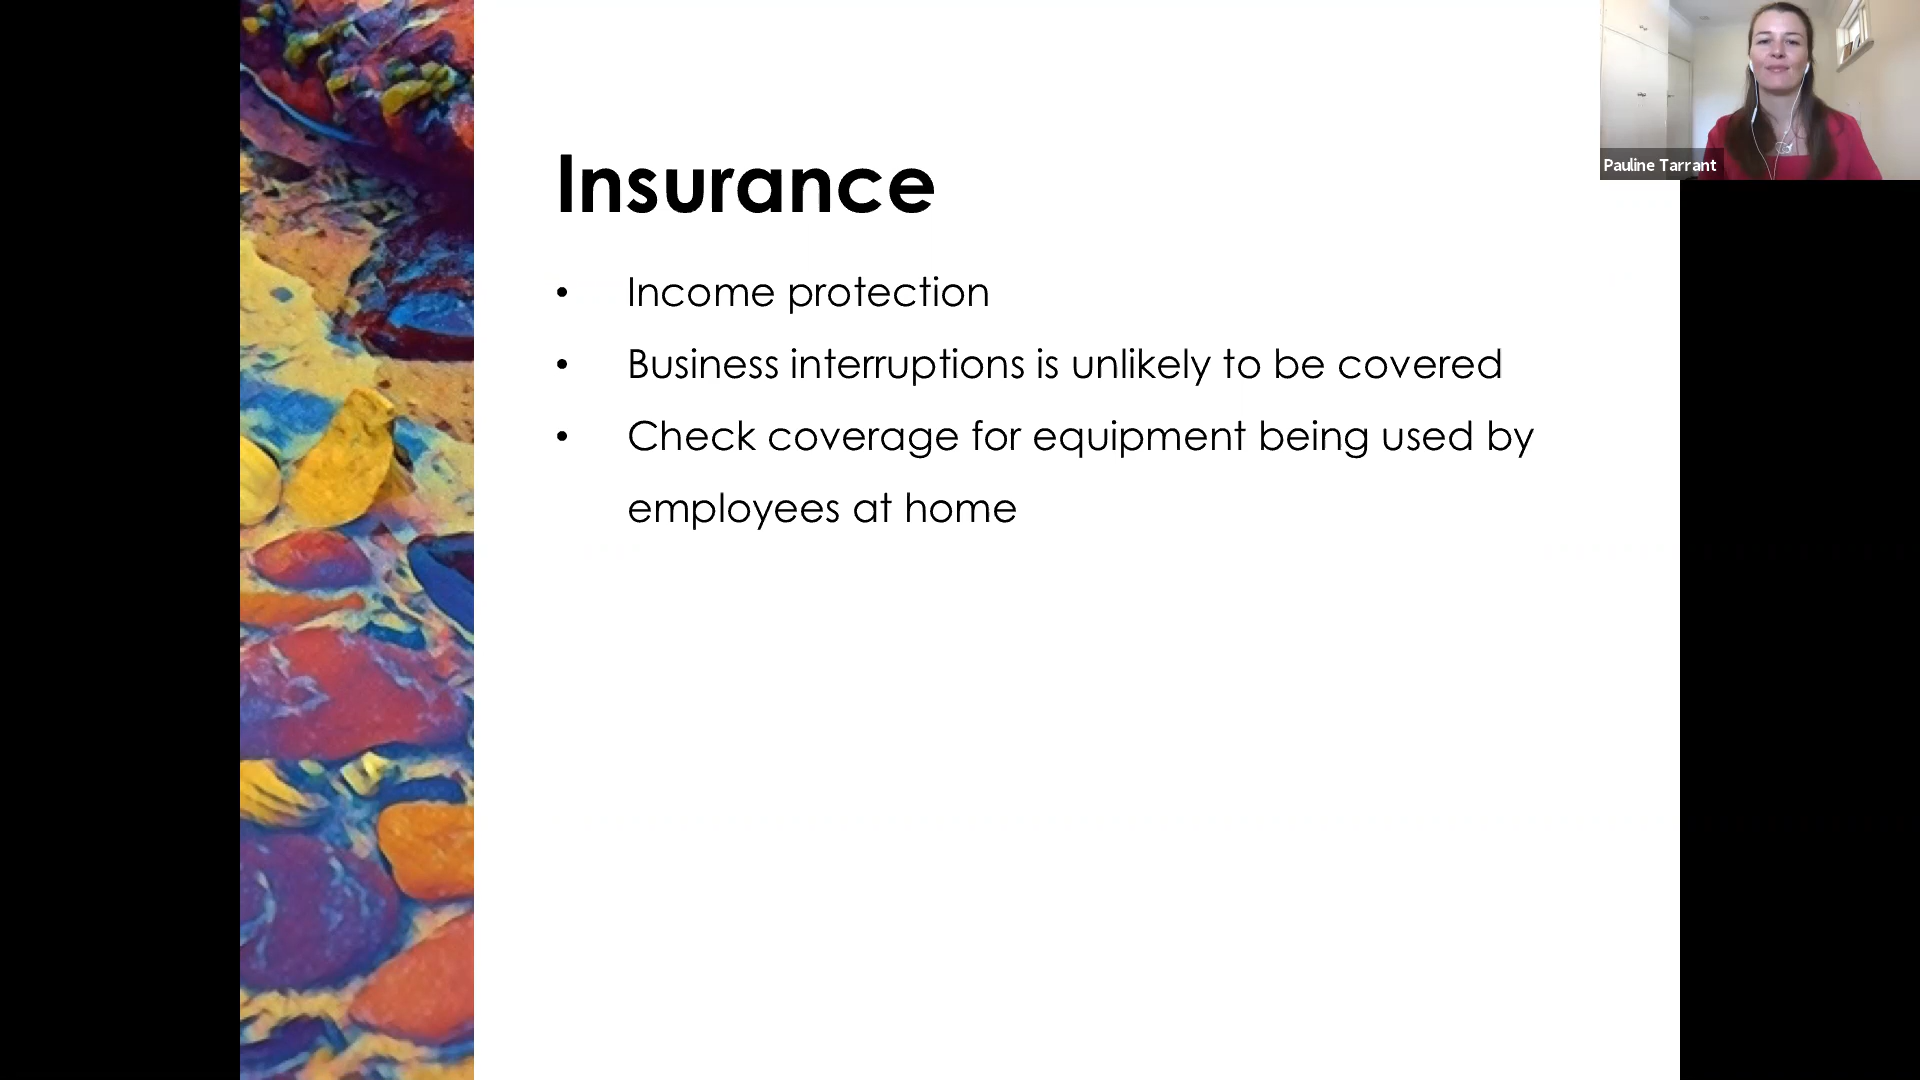 Insurance
• Income protection
• Business interruptions is unlikely to be covered
• Check coverage for equipment being used by
employees at home
Pauline Tarrant